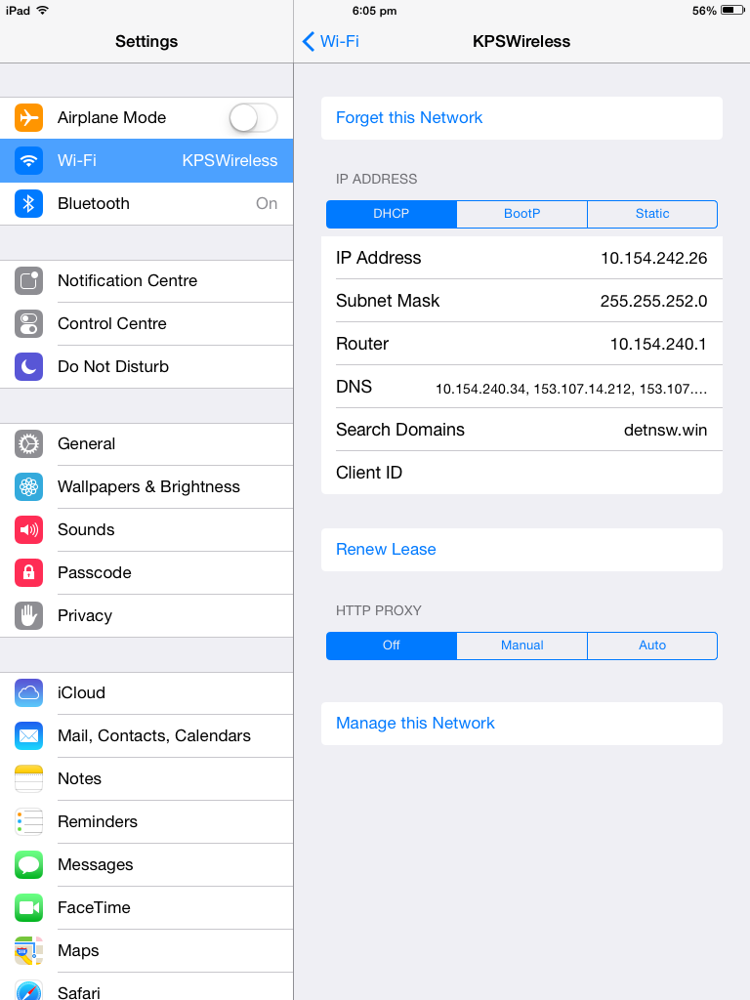 iPad 6:05 pm 56%
Settings
Wi-Fi KPSWireless
Airplane Mode
Wi-Fi KPSWireless
Bluetooth On
Notification Centre
Control Centre
Do Not Disturb
General
Wallpapers & Brightness
Sounds
Passcode
Privacy
iCloud
Mail, Contacts, Calendars
Notes
Reminders
Messages
FaceTime
Maps
Safari
Forget this Network
IP ADDRESS
DHCP BootP Static
IP Address 10.154.242.26
Subnet Mask 255.255.252.0
Router 10.154.240.1
DNS 10.154.240.34, 153.107.14.212, 153.107....
Search Domains detnsw.win
Client ID
Renew Lease
HTTP PROXY
Off Manual Auto
Manage this Network